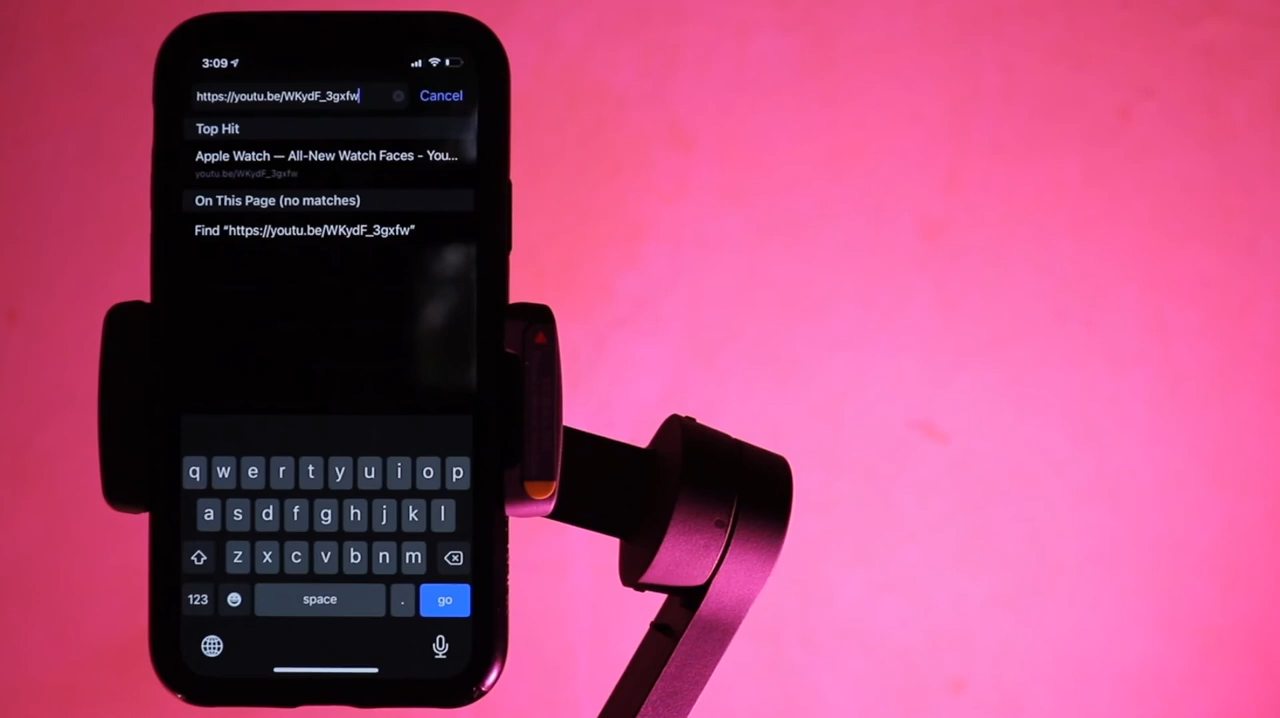 3:09
https://youtu.be/WKydF_3gxfw
Cancel
Top Hit
Apple Watch — All-New Watch Faces - You...
youtu.be/WKydF_3gxfw
On This Page (no matches)
Find “https://youtu.be/WKydF_3gxfw”
q w e r t y u i o p
a s d f g h j k l
z x c v b n m
123 space . go